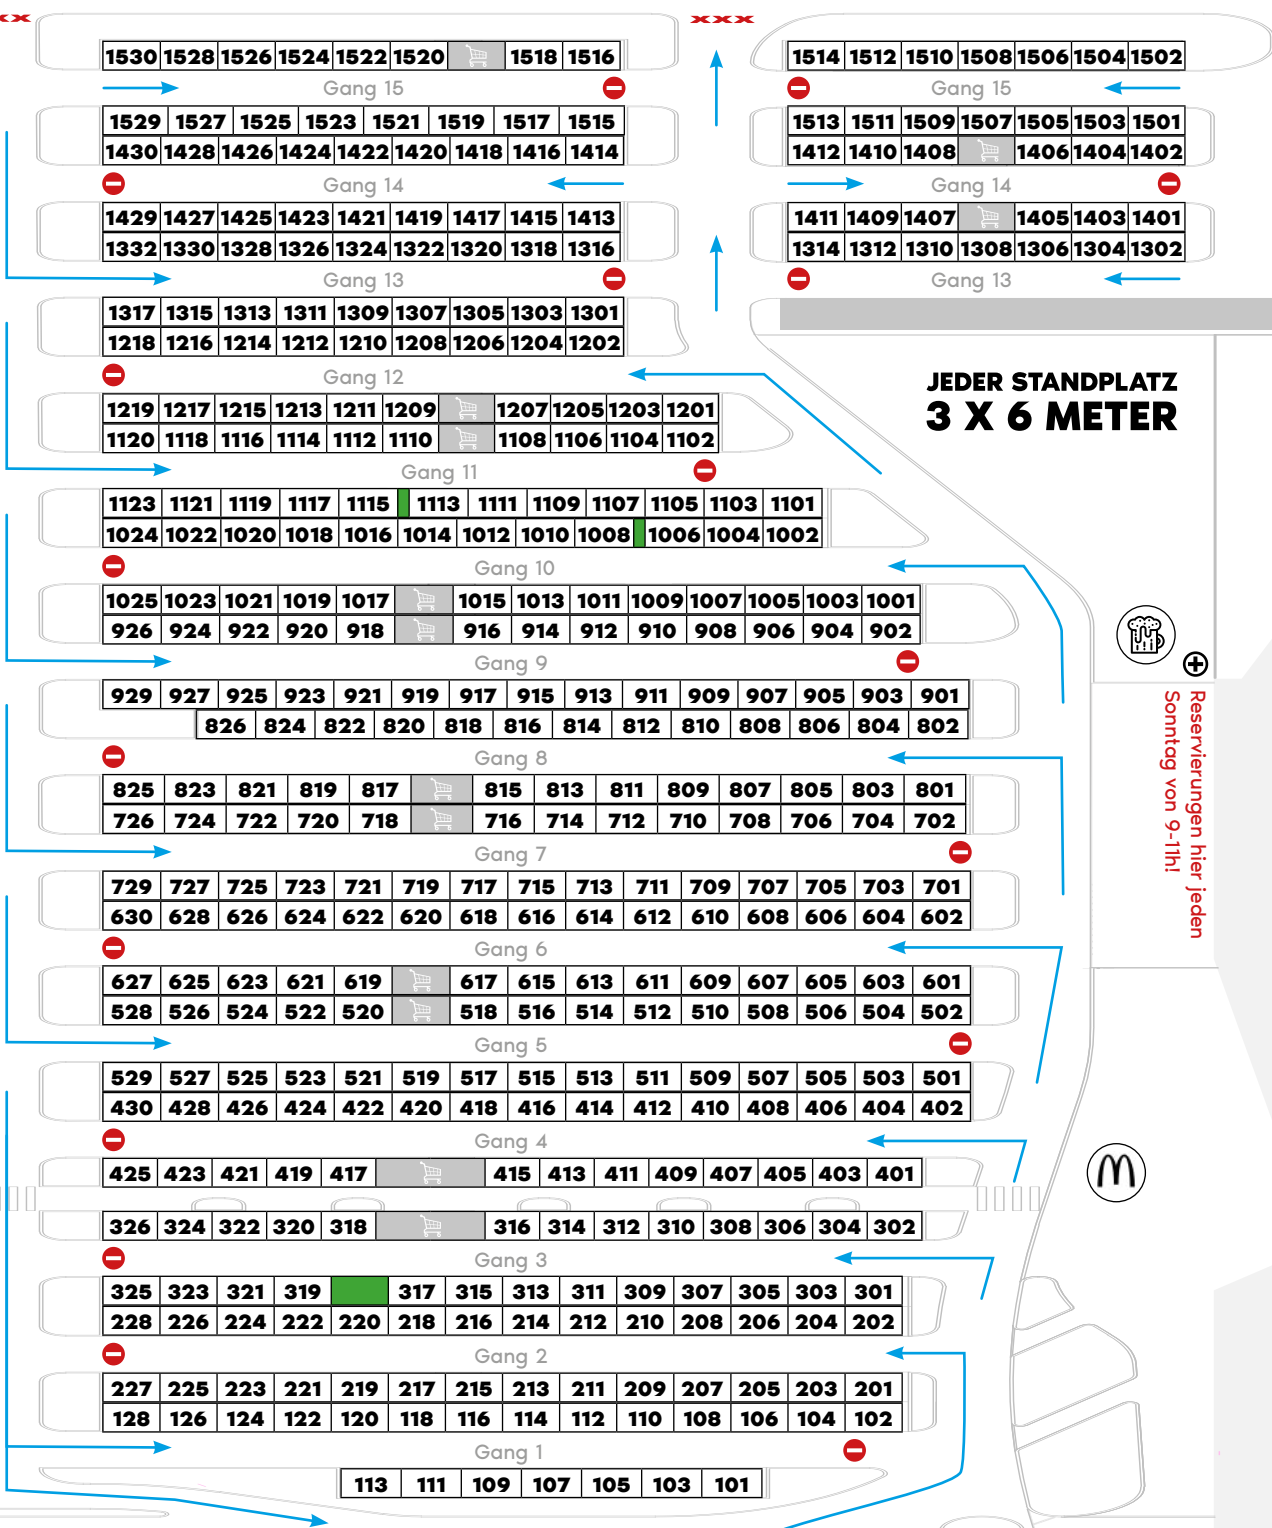 xx xxx
1530 1528 1526 1524 1522 1520 1518 1516 1514 1512 1510 1508 1506 1504 1502
Gang 15 Gang 15
1529 1527 1525 1523 1521 1519 1517 1515 1513 1511 1509 1507 1505 1503 1501
1430 1428 1426 1424 1422 1420 1418 1416 1414 1412 1410 1408 1406 1404 1402
Gang 14 Gang 14
1429 1427 1425 1423 1421 1419 1417 1415 1413 1411 1409 1407 1405 1403 1401
1332 1330 1328 1326 1324 1322 1320 1318 1316 1314 1312 1310 1308 1306 1304 1302
Gang 13 Gang 13
1317 1315 1313 1311 1309 1307 1305 1303 1301
1218 1216 1214 1212 1210 1208 1206 1204 1202
Gang 12
JEDER STANDPLATZ
3 X 6 METER
1219 1217 1215 1213 1211 1209 1207 1205 1203 1201
1120 1118 1116 1114 1112 1110 1108 1106 1104 1102
Gang 11
1123 1121 1119 1117 1115 1113 1111 1109 1107 1105 1103 1101
1024 1022 1020 1018 1016 1014 1012 1010 1008 1006 1004 1002
Gang 10
1025 1023 1021 1019 1017 1015 1013 1011 1009 1007 1005 1003 1001
926 924 922 920 918 916 914 912 910 908 906 904 902
Gang 9
929 927 925 923 921 919 917 915 913 911 909 907 905 903 901
826 824 822 820 818 816 814 812 810 808 806 804 802
Gang 8
Reservierungen hier jeden
Sonntag von 9-11h!
825 823 821 819 817 815 813 811 809 807 805 803 801
726 724 722 720 718 716 714 712 710 708 706 704 702
Gang 7
729 727 725 723 721 719 717 715 713 711 709 707 705 703 701
630 628 626 624 622 620 618 616 614 612 610 608 606 604 602
Gang 6
627 625 623 621 619 617 615 613 611 609 607 605 603 601
528 526 524 522 520 518 516 514 512 510 508 506 504 502
Gang 5
529 527 525 523 521 519 517 515 513 511 509 507 505 503 501
430 428 426 424 422 420 418 416 414 412 410 408 406 404 402
Gang 4
425 423 421 419 417 415 413 411 409 407 405 403 401
326 324 322 320 318 316 314 312 310 308 306 304 302
Gang 3
325 323 321 319 317 315 313 311 309 307 305 303 301
228 226 224 222 220 218 216 214 212 210 208 206 204 202
Gang 2
227 225 223 221 219 217 215 213 211 209 207 205 203 201
128 126 124 122 120 118 116 114 112 110 108 106 104 102
Gang 1
113 111 109 107 105 103 101